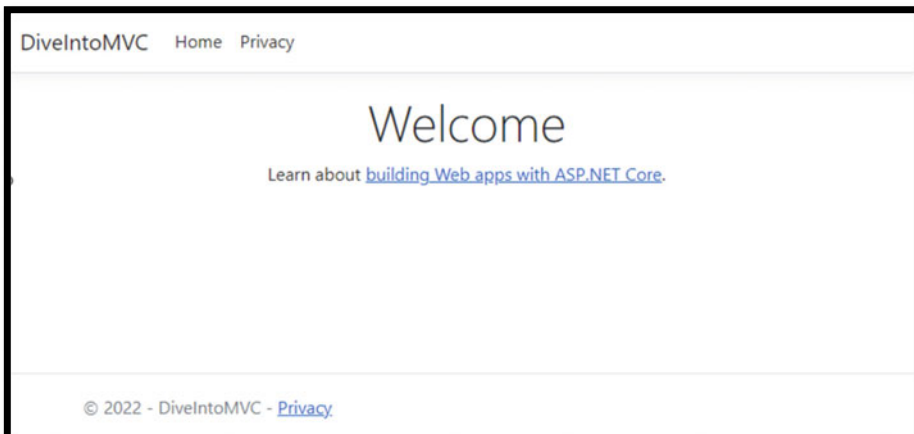 DiveIntoMVC Home Privacy
Welcome
Learn about building Web apps with ASP.NET Core.
© 2022 - DiveIntoMVC - Privacy